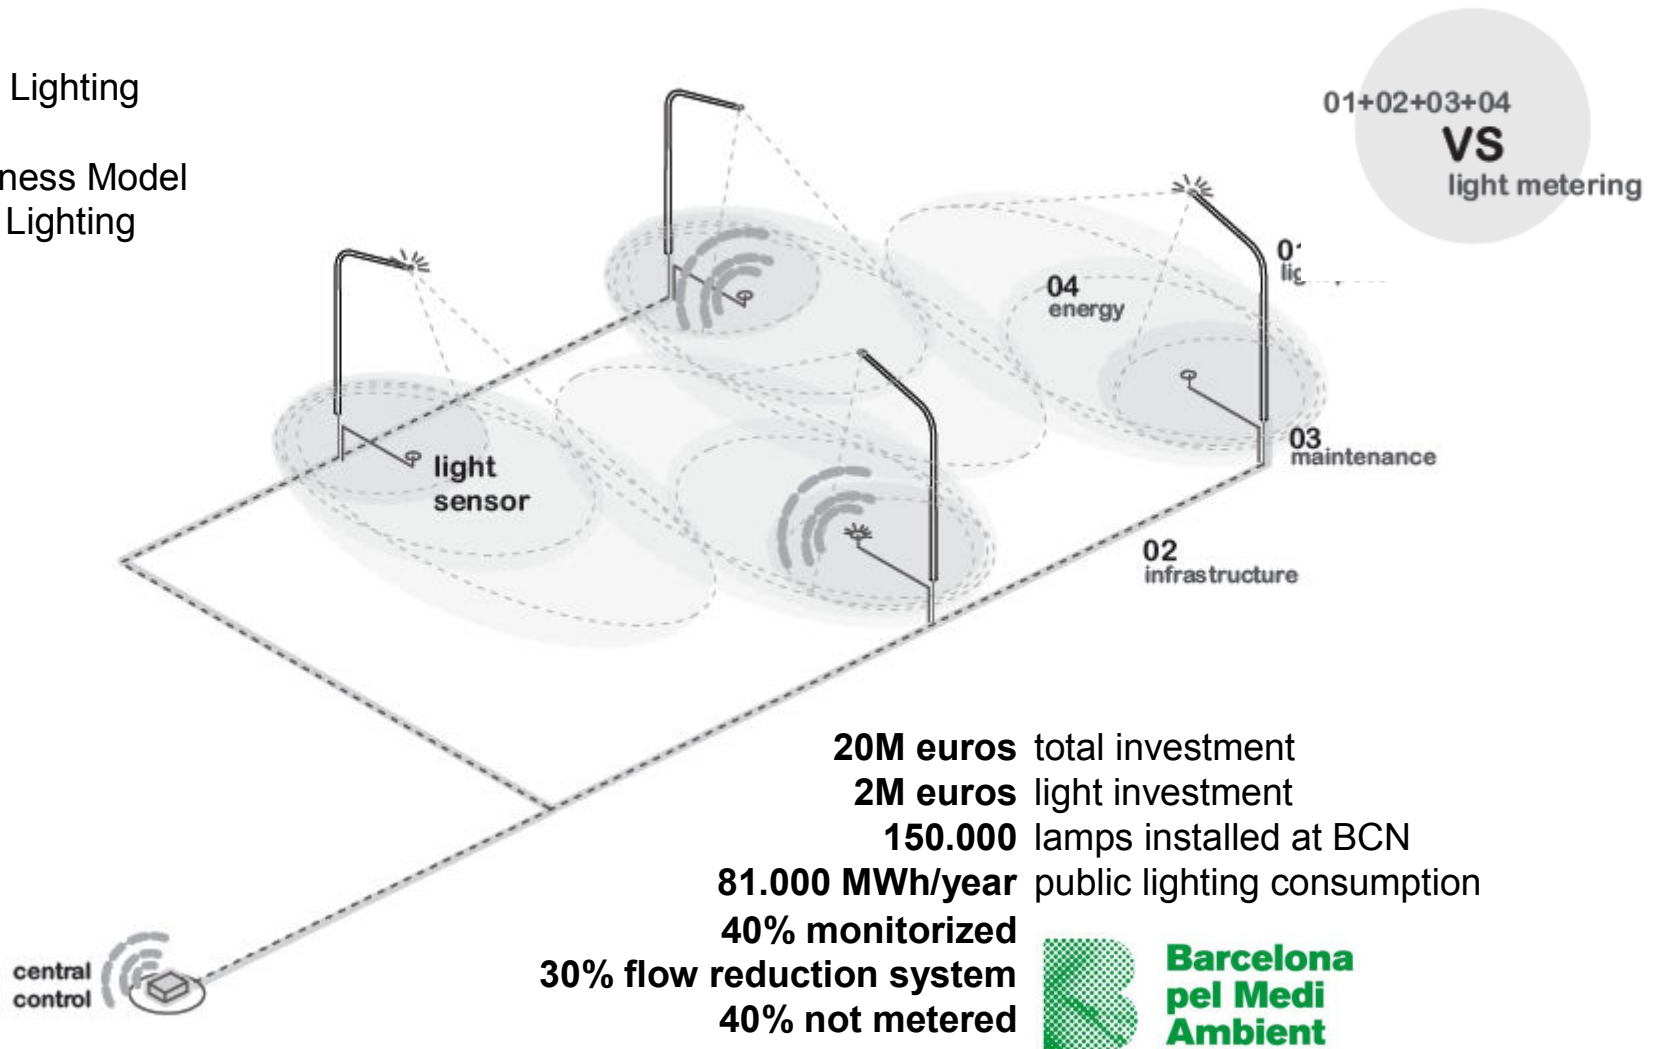 Lighting
ness Model
Lighting
01+02+03+04
VS
light metering
04
energy
03
maintenance
light
sensor
02
infrastructure
20M euros total investment
2M euros light investment
150.000 lamps installed at BCN
81.000 MWh/year public lighting consumption
40% monitorized
30% flow reduction system
40% not metered
central
control
Barcelona
pel Medi
Ambient